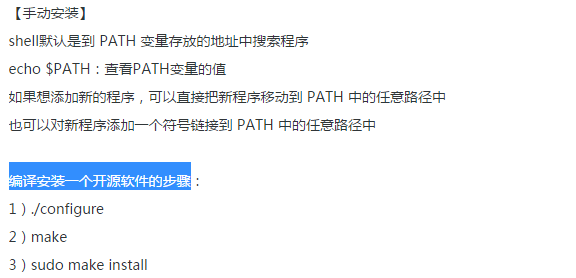 【手动安装】
shell默认是到 PATH 变量存放的地址中搜索程序
echo $PATH：查看PATH变量的值
如果想添加新的程序，可以直接把新程序移动到 PATH 中的任意路径中
也可以对新程序添加一个符号链接到 PATH 中的任意路径中
编译安装一个开源软件的步骤：
1）./configure
2）make
3）sudo make install